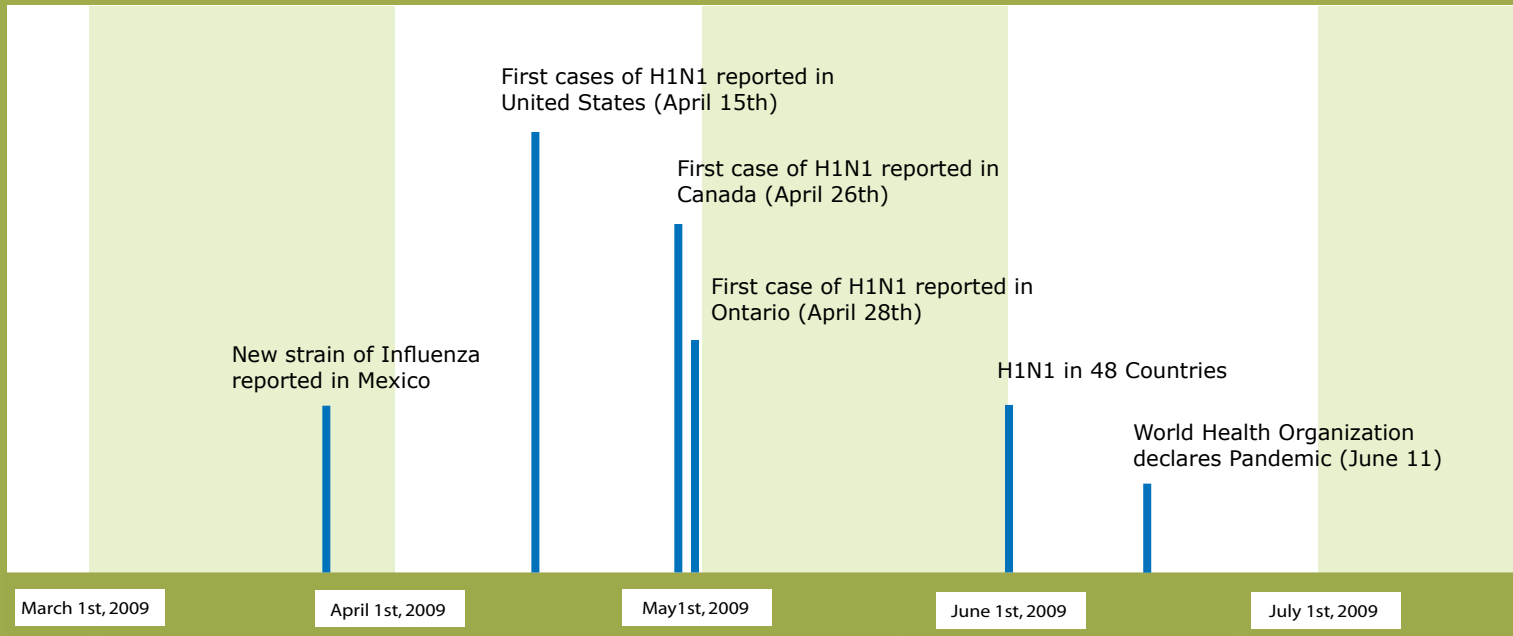 First cases of H1N1 reported in
United States (April 15th)
First case of H1N1 reported in
Canada (April 26th)
First case of H1N1 reported in
Ontario (April 28th)
New strain of Influenza
reported in Mexico
H1N1 in 48 Countries
World Health Organization
declares Pandemic (June 11)
March 1st, 2009
April 1st, 2009
May1st, 2009
June 1st, 2009
July 1st, 2009